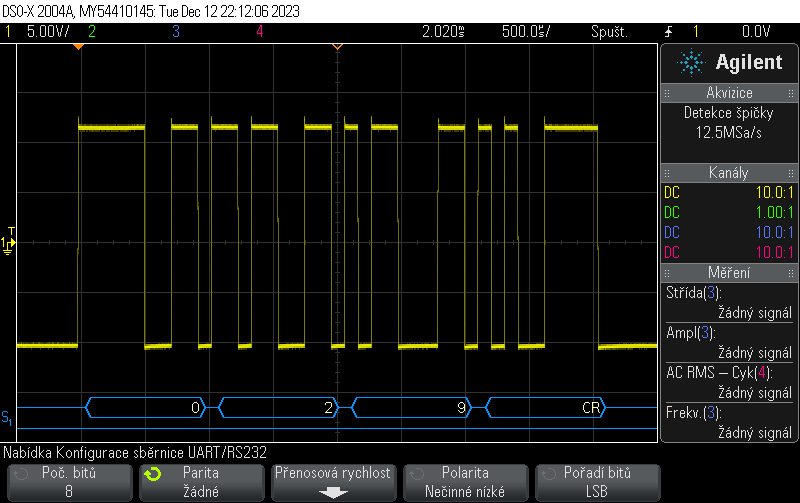 DSO-X 2004A, MY54410145: Tue Dec 12 22:12:06 2023
1 5.00V/ 2 3 4 2.020ms 500.0us/ Spušt. 1 0.0V
Agilent
Akvizice
Detekce špičky
12.5MSa/s
Kanály
DC 10.0:1
DC 1.00:1
DC 10.0:1
DC 10.0:1
Měření
Střída(3):
Žádný signál
Ampl(3):
Žádný signál
AC RMS – Cyk(4):
Žádný signál
Frekv.(3):
Žádný signál
T
1
S1 0 2 9 CR
Nabídka Konfigurace sběrnice UART/RS232
Poč. bitů
8
Parita
Žádné
Přenosová rychlost
Polarita
Nečinné nízké
Pořadí bitů
LSB